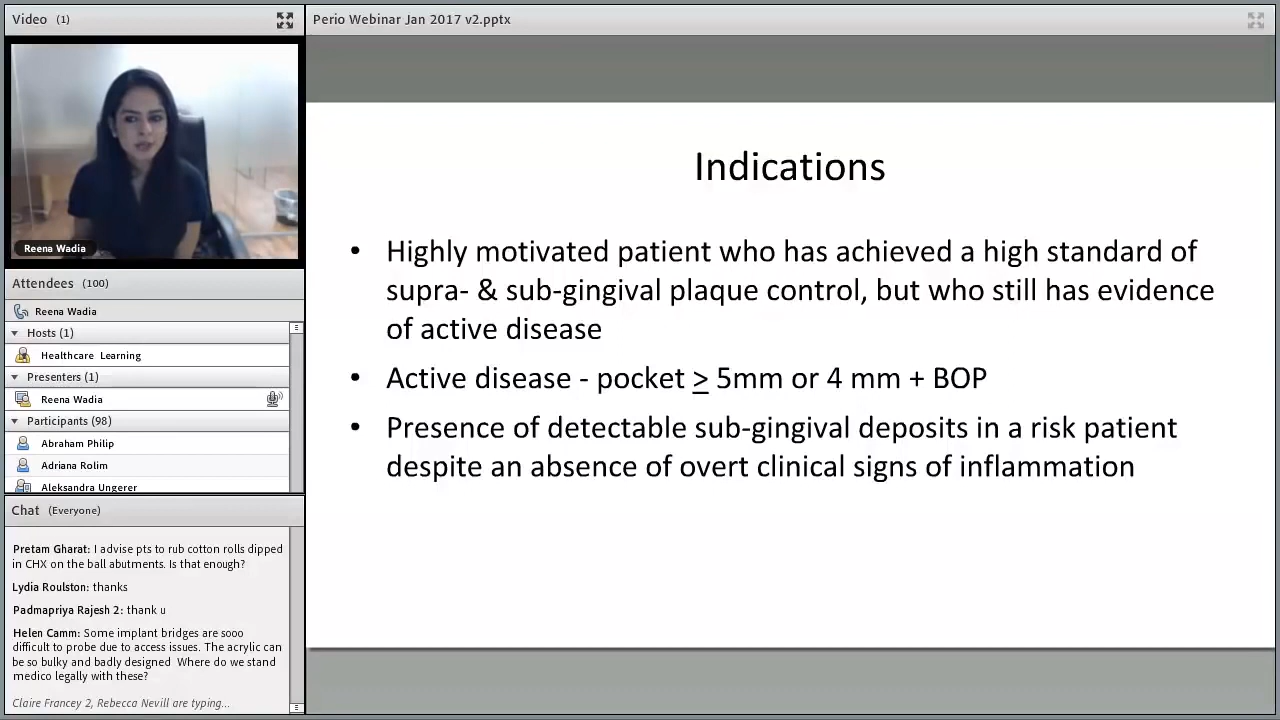 Video (1)
Perio Webinar Jan 2017 v2.pptx
Reena Wadia
Attendees (100)
Reena Wadia
Hosts (1)
Healthcare Learning
Presenters (1)
Reena Wadia
Participants (98)
Abraham Philip
Adriana Rolim
Aleksandra Ungerer
Chat (Everyone)
Pretam Gharat: I advise pts to rub cotton rolls dipped
in CHX on the ball abutments. Is that enough?
Lydia Roulston: thanks
Padmapriya Rajesh 2: thank u
Helen Camm: Some implant bridges are sooo
difficult to probe due to access issues. The acrylic can
be so bulky and badly designed Where do we stand
medico legally with these?
Claire Francey 2, Rebecca Nevill are typing...
Indications
• Highly motivated patient who has achieved a high standard of
supra- & sub-gingival plaque control, but who still has evidence
of active disease
• Active disease - pocket > 5mm or 4 mm + BOP
• Presence of detectable sub-gingival deposits in a risk patient
despite an absence of overt clinical signs of inflammation